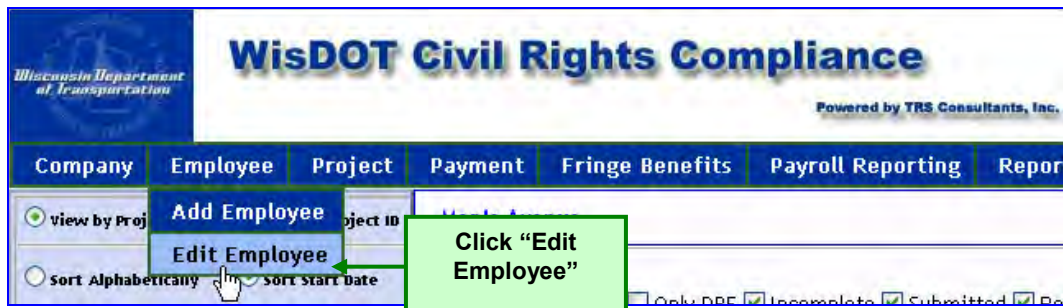 Wisconsin Department
of Transportation
WisDOT Civil Rights Compliance
Powered by TRS Consultants, Inc.
Company Employee Project Payment Fringe Benefits Payroll Reporting Repor
View by Proj
Add Employee
oject ID
Edit Employee
Click “Edit
Employee”
Sort Alphabetically
Sort Start Date
Only DBE Incomplete Submitted